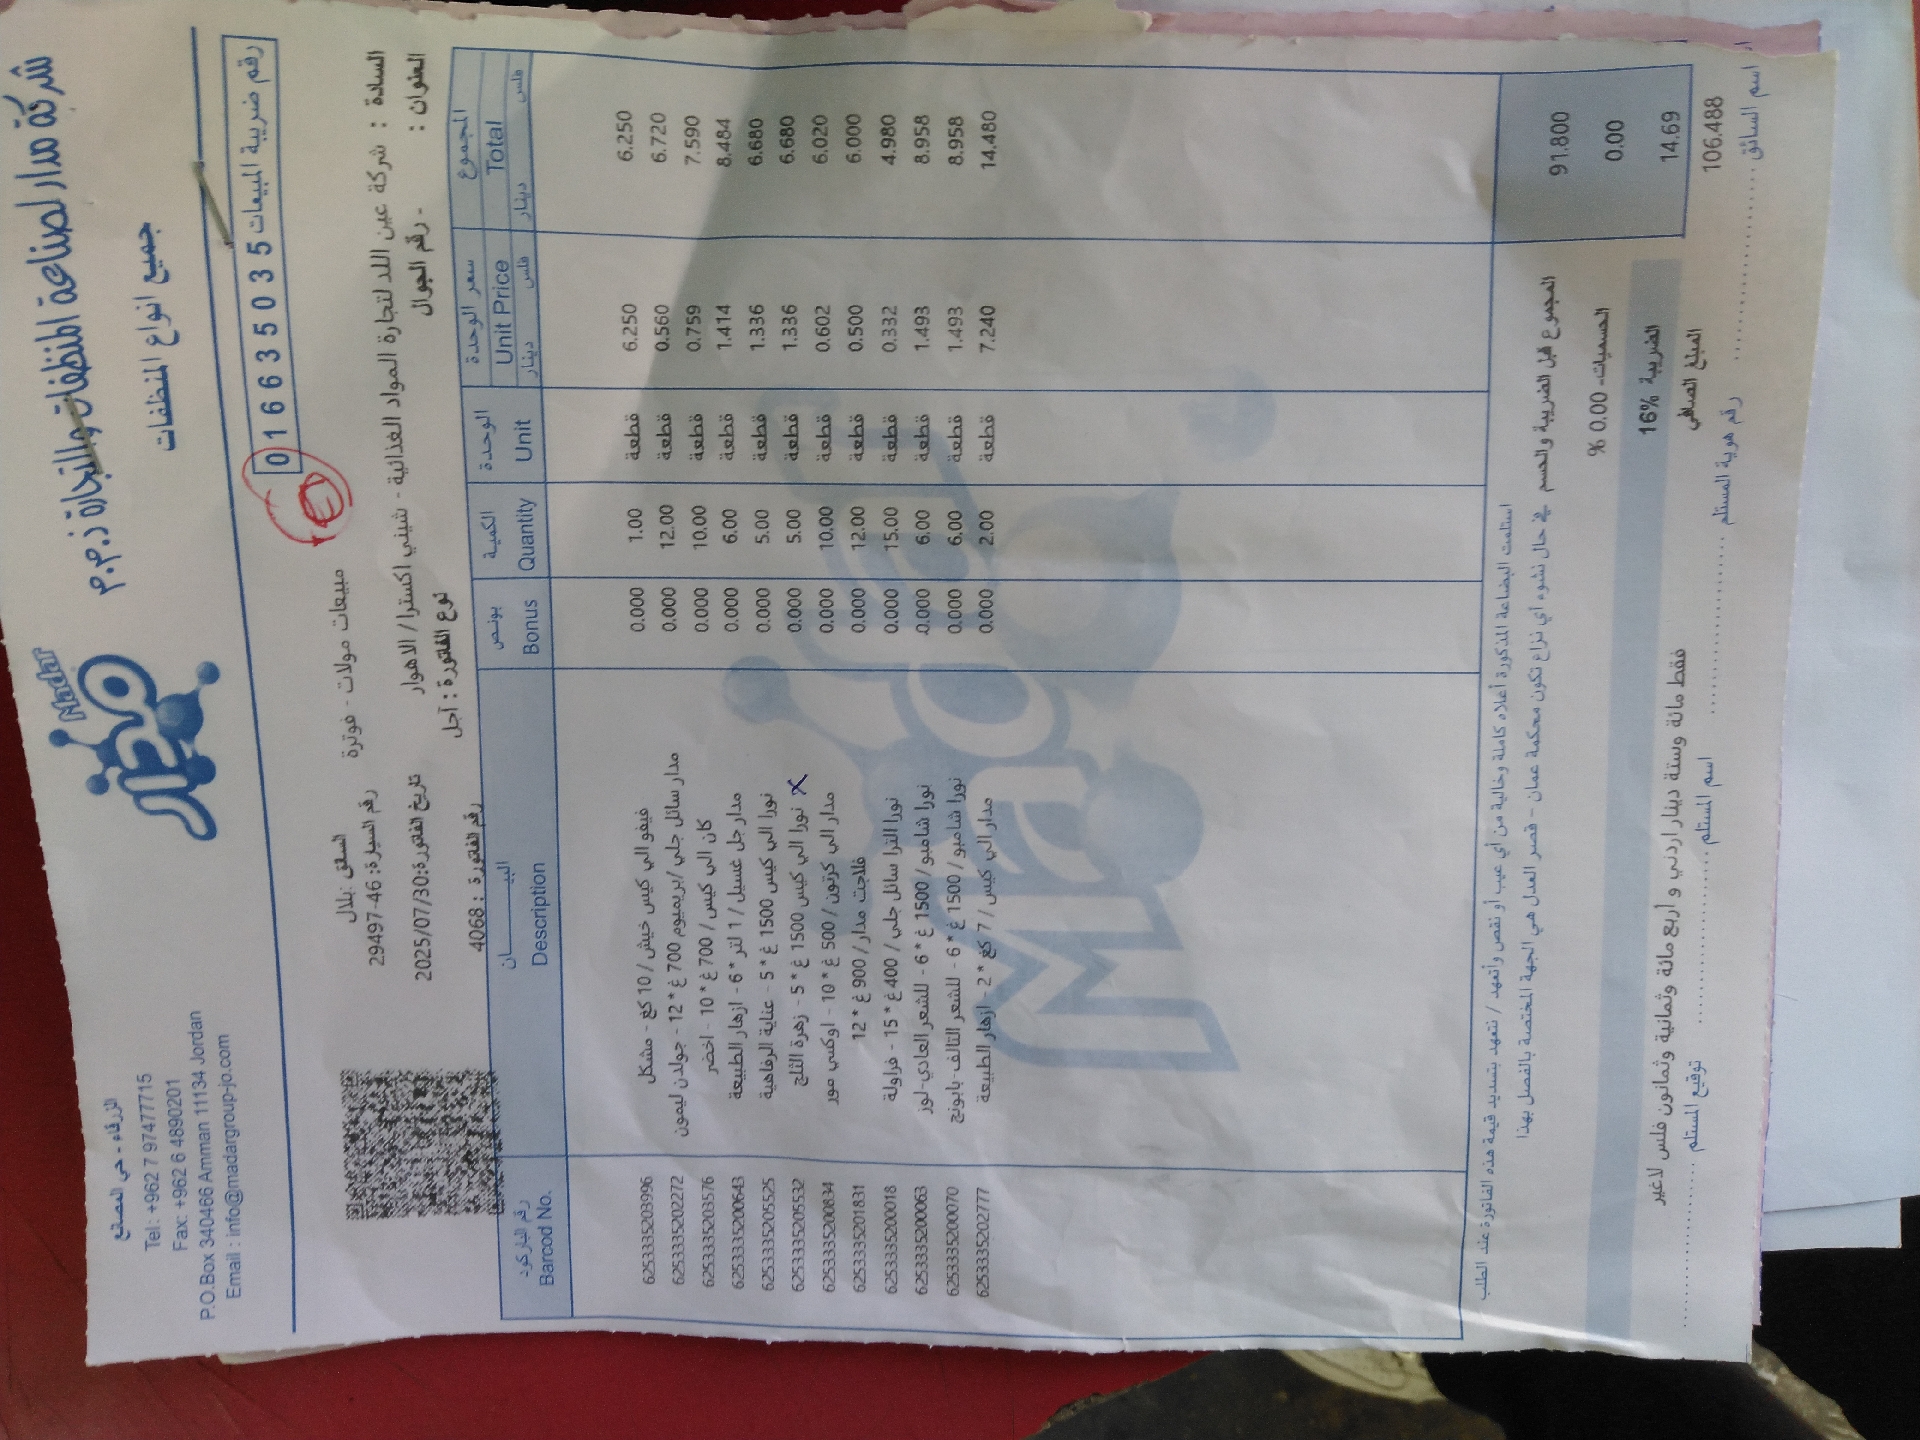 شركة مدار لصناعة المنظفات والتجارة ذ.م.م
جميع انواع المنظفات
Madar
مدار
الزرقاء - حي المصانع
Tel: +962 7 97477715
Fax: +962 6 4890201
P.O.Box 340466 Amman 11134 Jordan
Email : info@madargroup-jo.com
رقم ضريبة المبيعات 0 1 6 6 3 5 0 3 5
مبيعات مولات - فوترة
السائق :بلال
السادة : شركة عين اللد لتجارة المواد الغذائية - شيني اكسترا / الاهوار
رقم السيارة:46-29497
العنوان : - رقم الجوال
نوع الفاتورة : آجل
تاريخ الفاتورة:2025/07/30
رقم الفاتورة : 4068
رقم الباركود البيـــــــان بونص الكمية الوحدة سعر الوحدة المجموع
Barcod No. Description Bonus Quantity Unit Unit Price Total
دينار فلس دينار فلس
6253335203996 فيفو الي كيس خيش / 10 كغ - مشكل 0.000 1.00 قطعة 6.250 6.250
6253335202272 مدار سائل جلي /بريميوم 700 غ * 12 - جولدن ليمون 0.000 12.00 قطعة 0.560 6.720
6253335203576 كان الي كيس / 700 غ * 10 - اخضر 0.000 10.00 قطعة 0.759 7.590
6253335200643 مدار جل غسيل / 1 لتر * 6 - ازهار الطبيعة 0.000 6.00 قطعة 1.414 8.484
6253335205525 نورا الي كيس 1500 غ * 5 - عناية الرفاهية 0.000 5.00 قطعة 1.336 6.680
6253335205532 نورا الي كيس 1500 غ * 5 - زهرة الثلج X 0.000 5.00 قطعة 1.336 6.680
6253335200834 مدار الي كرتون / 500 غ * 10 - اوكسي مور 0.000 10.00 قطعة 0.602 6.020
6253335201831 فلاجت مدار / 900 غ * 12 0.000 12.00 قطعة 0.500 6.000
6253335200018 نورا الترا سائل جلي / 400 غ * 15 - فراولة 0.000 15.00 قطعة 0.332 4.980
6253335200063 نورا شامبو / 1500 غ * 6 - للشعر العادي-لوز 0.000 6.00 قطعة 1.493 8.958
6253335200070 نورا شامبو / 1500 غ * 6 - للشعر التالف-بابونج 0.000 6.00 قطعة 1.493 8.958
6253335202777 مدار الي كيس / 7 كغ * 2 - ازهار الطبيعة 0.000 2.00 قطعة 7.240 14.480
استلمت البضاعة المذكورة أعلاه كاملة وخالية من أي عيب أو نقص وأتعهد / نتعهد بتسديد قيمة هذه الفاتورة عند الطلب
في حال نشوء أي نزاع تكون محكمة عمان - قصر العدل هي الجهة المختصة بالفصل بهذا
المجموع قبل الضريبة والخصم 91.800
الخصميات- 0.00 % 0.00
الضريبة 16% 14.69
المبلغ الصافي 106.488
فقط مائة وستة دينار اردني و أربع مائة وثمانية وثمانون فلس لاغير
اسم السائق .......... رقم هوية المستلم .......... اسم المستلم .......... توقيع المستلم ..........